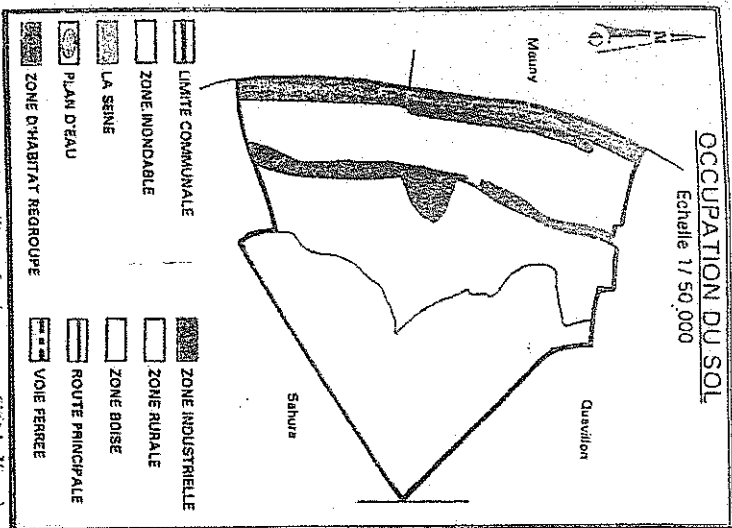 OCCUPATION DU SOL
Echelle 1/ 50,000
N
Mauny
Quevillon
Sahurs
LIMITE COMMUNALE
ZONE INONDABLE
LA SEINE
PLAN D'EAU
ZONE D'HABITAT REGROUPE
ZONE INDUSTRIELLE
ZONE RURALE
ZONE BOISE
ROUTE PRINCIPALE
VOIE FERREE